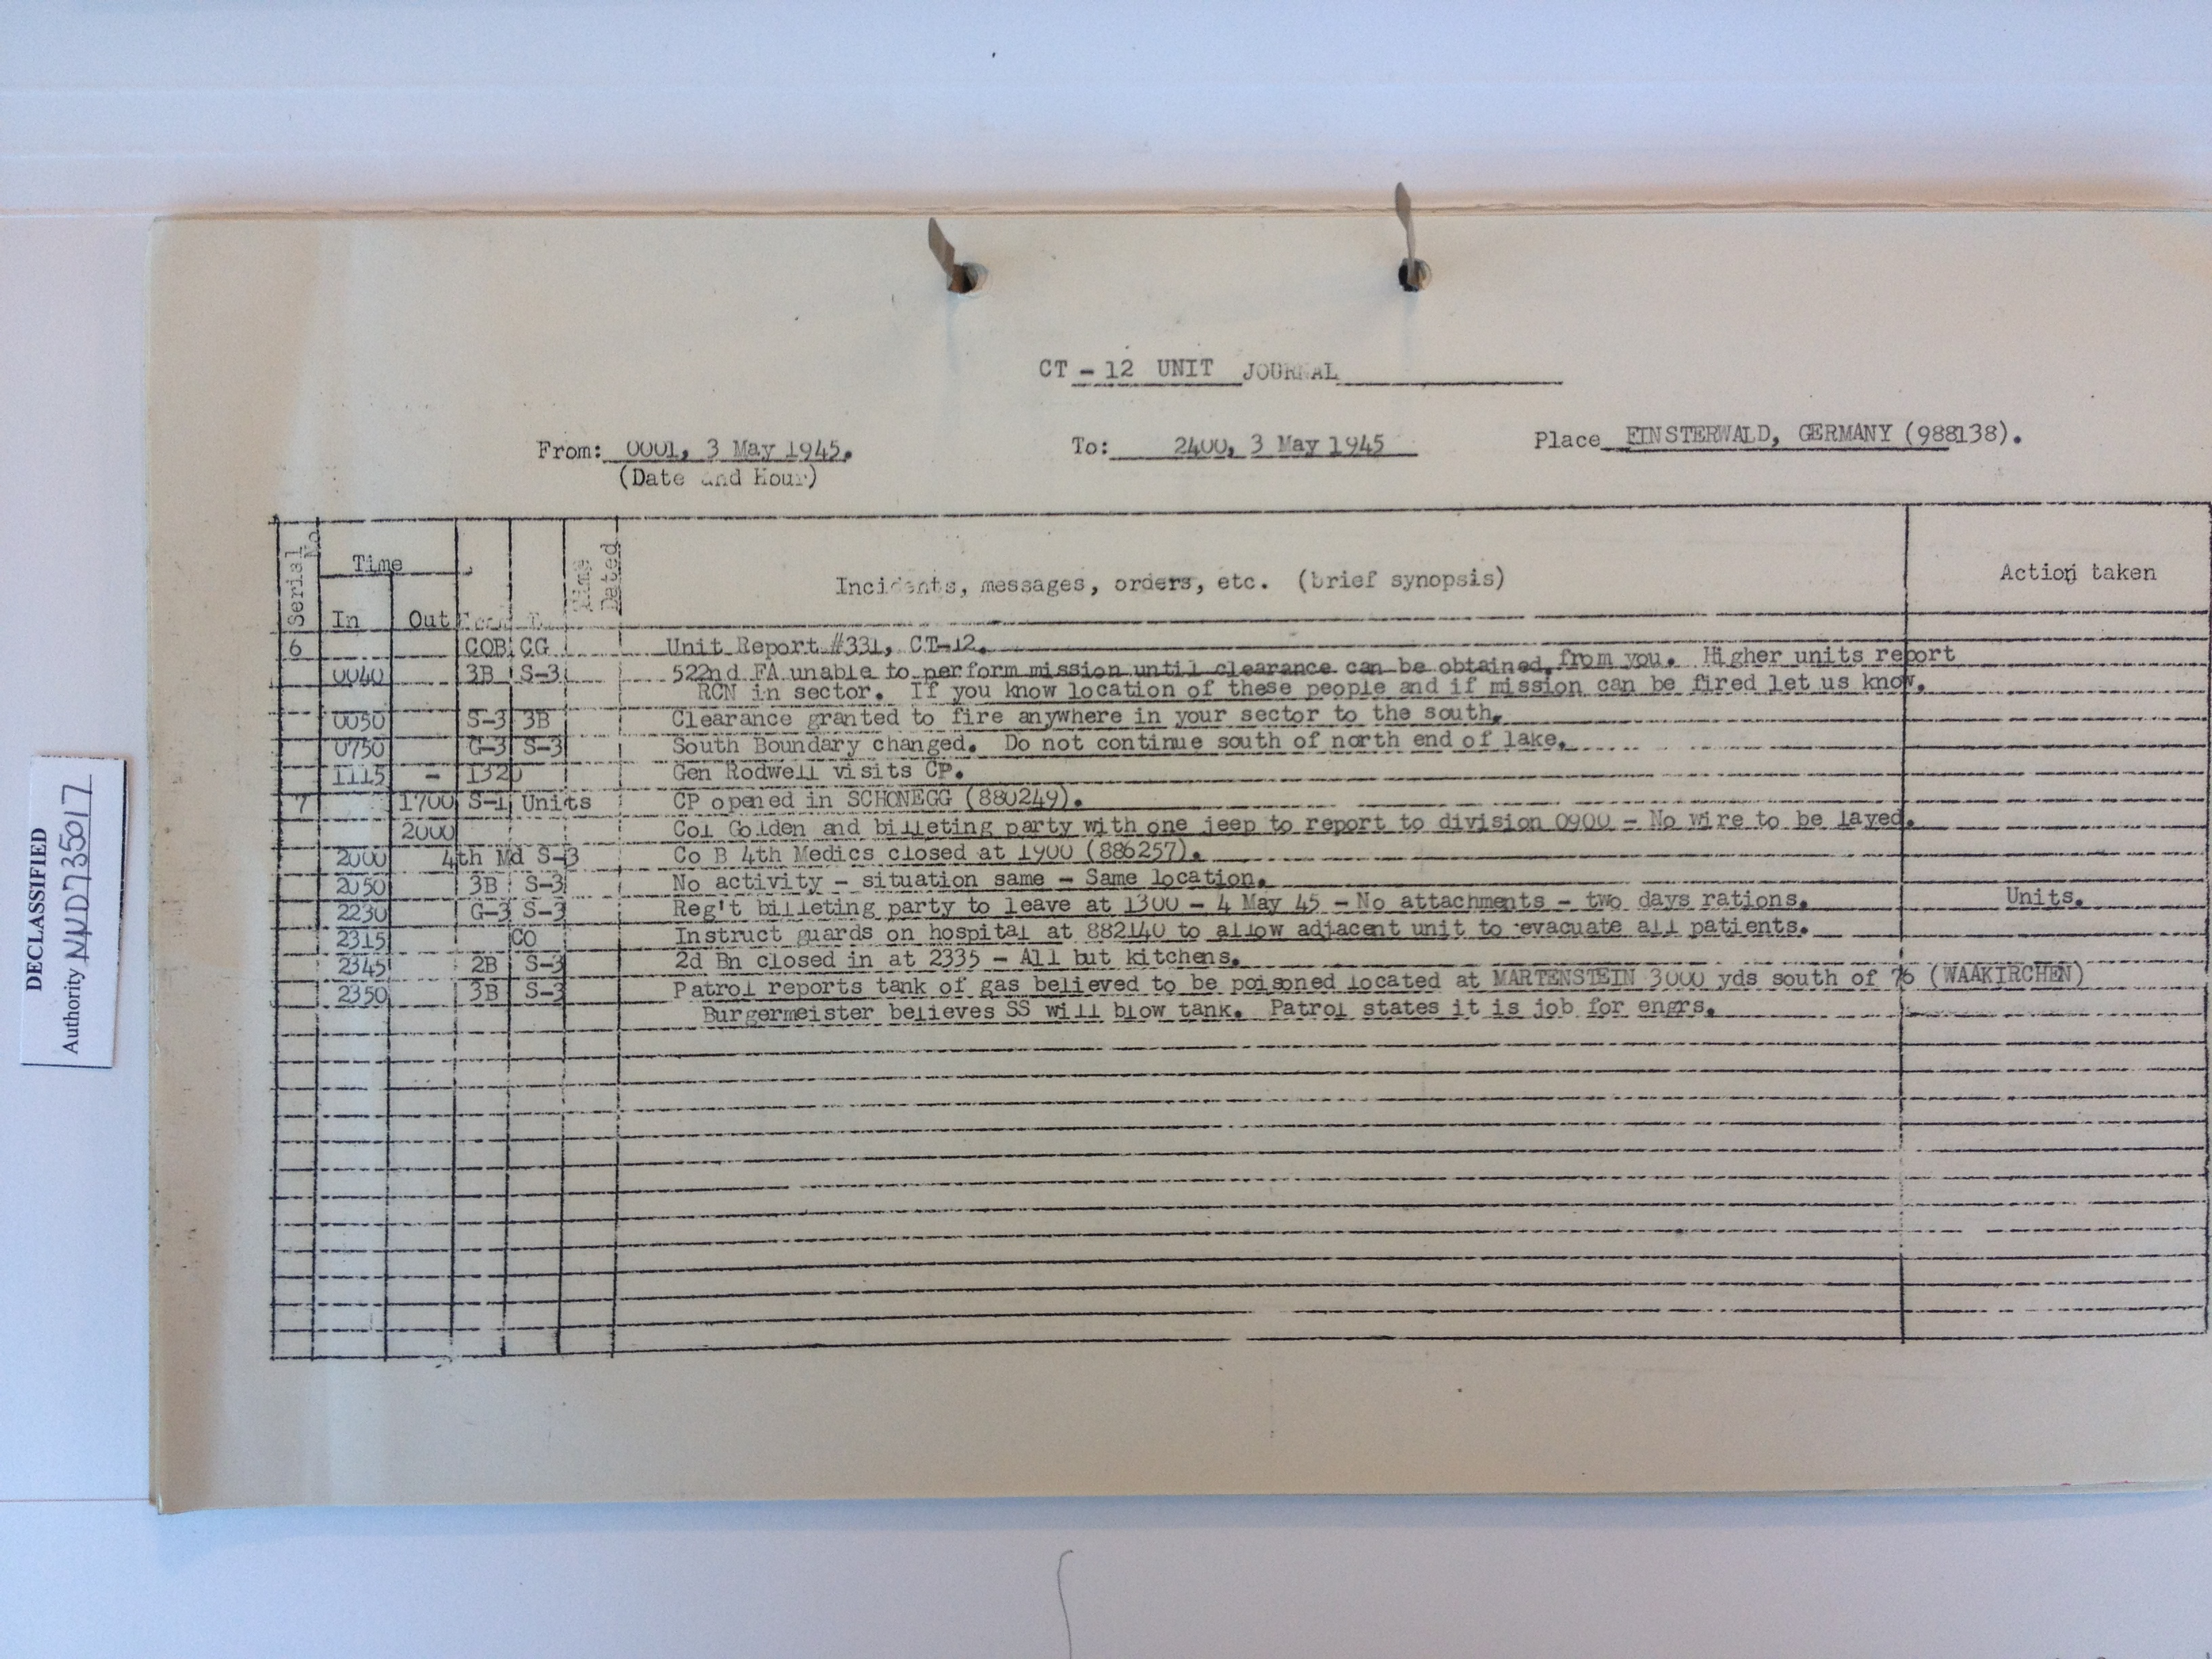 CT - 12 UNIT JOURNAL
From: 0001, 3 May 1945. To: 2400, 3 May 1945 Place FINSTERWALD, GERMANY (988138).
(Date and Hour)
Serial No. Time In Out Time Dated Incidents, messages, orders, etc. (brief synopsis) Action taken
6 COB CG Unit Report #331, CT-12.
0040 3B S-3 522nd FA unable to perform mission until clearance can be obtained from you. Higher units report
RCN in sector. If you know location of these people and if mission can be fired let us know.
0050 S-3 3B Clearance granted to fire anywhere in your sector to the south.
0750 G-3 S-3 South Boundary changed. Do not continue south of north end of lake.
1115 - 1320 Gen Rodwell visits CP.
7 1700 S-1 Units CP opened in SCHONEGG (880249).
2000 Col Golden and billeting party with one jeep to report to division 0900 - No wire to be layed.
2000 4th Md S-3 Co B 4th Medics closed at 1900 (886257).
2050 3B S-3 No activity - situation same - Same location.
2230 G-3 S-3 Reg't billeting party to leave at 1300 - 4 May 45 - No attachments - two days rations. Units.
2315 CO Instruct guards on hospital at 882140 to allow adjacent unit to evacuate all patients.
2345 2B S-3 2d Bn closed in at 2335 - All but kitchens.
2350 3B S-3 Patrol reports tank of gas believed to be poisoned located at MARTENSTEIN 3000 yds south of 76 (WAAKIRCHEN)
Burgermeister believes SS will blow tank. Patrol states it is job for engrs.
DECLASSIFIED
Authority NND735017